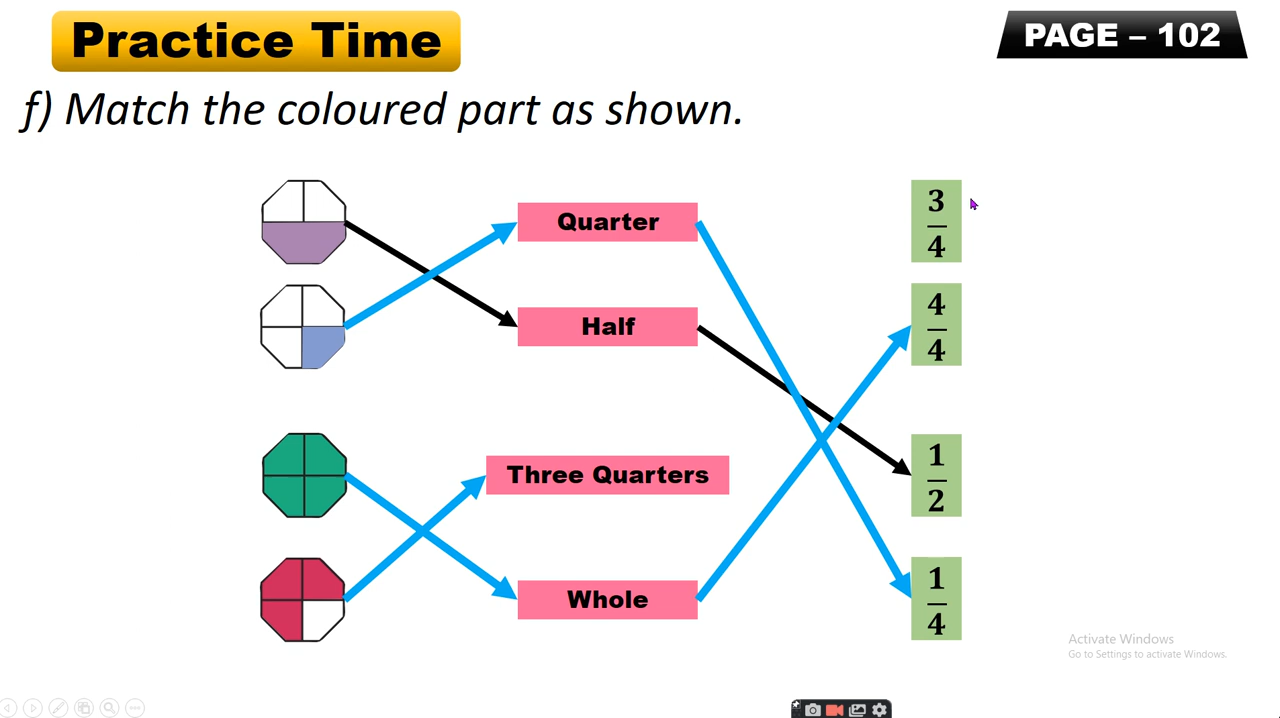 Practice Time
PAGE – 102
f) Match the coloured part as shown.
Quarter
Half
Three Quarters
Whole
3
4
4
4
1
2
1
4
Activate Windows
Go to Settings to activate Windows.